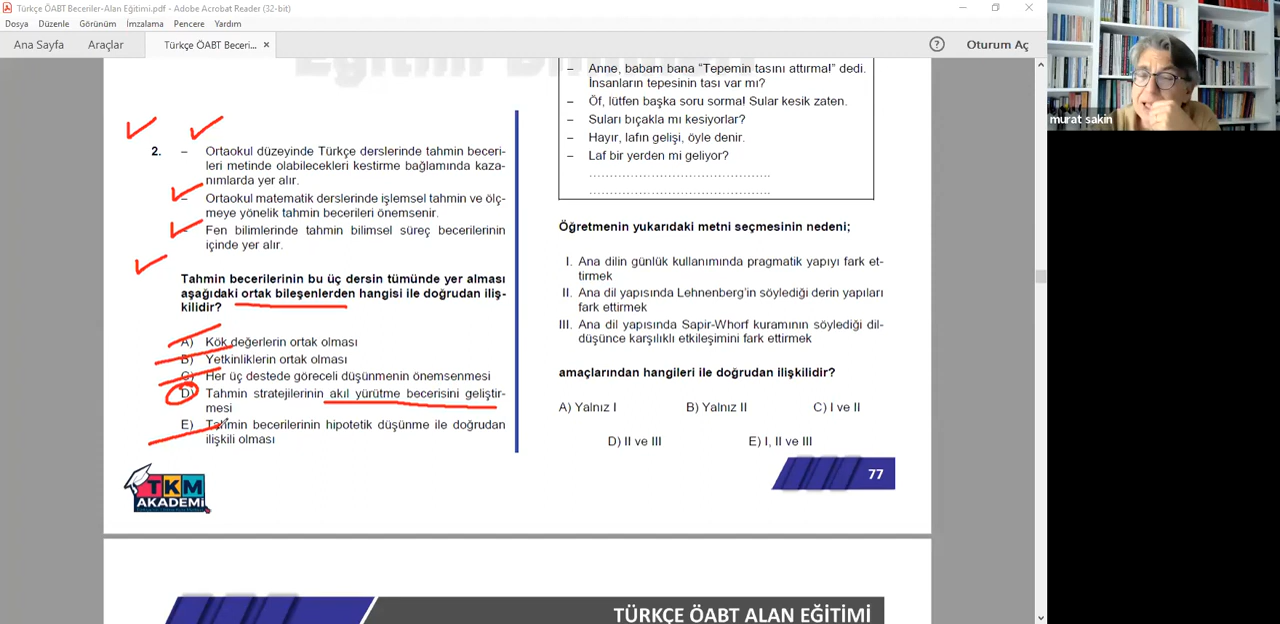 Türkçe ÖABT Beceriler-Alan Eğitimi.pdf - Adobe Acrobat Reader (32-bit)
Dosya Düzenle Görünüm İmzalama Pencere Yardım
Ana Sayfa Araçlar Türkçe ÖABT Beceri... × ? Oturum Aç
2. – Ortaokul düzeyinde Türkçe derslerinde tahmin beceri-
leri metinde olabilecekleri kestirme bağlamında kaza-
nımlarda yer alır.
– Ortaokul matematik derslerinde işlemsel tahmin ve ölç-
meye yönelik tahmin becerileri önemsenir.
– Fen bilimlerinde tahmin bilimsel süreç becerilerinin
içinde yer alır.
Tahmin becerilerinin bu üç dersin tümünde yer alması
aşağıdaki ortak bileşenlerden hangisi ile doğrudan iliş-
kilidir?
A) Kök değerlerin ortak olması
B) Yetkinliklerin ortak olması
C) Her üç destede göreceli düşünmenin önemsenmesi
D) Tahmin stratejilerinin akıl yürütme becerisini geliştir-
mesi
E) Tahmin becerilerinin hipotetik düşünme ile doğrudan
ilişkili olması
TKM
AKADEMİ
– Anne, babam bana “Tepemin tasını attırma!” dedi.
İnsanların tepesinin tası var mı?
– Öf, lütfen başka soru sorma! Sular kesik zaten.
– Suları bıçakla mı kesiyorlar?
– Hayır, lafın gelişi, öyle denir.
– Laf bir yerden mi geliyor?
................................................
................................................
Öğretmenin yukarıdaki metni seçmesinin nedeni;
I. Ana dilin günlük kullanımında pragmatik yapıyı fark et-
tirmek
II. Ana dil yapısında Lehnenberg'in söylediği derin yapıları
fark ettirmek
III. Ana dil yapısında Sapir-Whorf kuramının söylediği dil-
düşünce karşılıklı etkileşimini fark ettirmek
amaçlarından hangileri ile doğrudan ilişkilidir?
A) Yalnız I B) Yalnız II C) I ve II
D) II ve III E) I, II ve III
77
TÜRKÇE ÖABT ALAN EĞİTİMİ
murat sakin